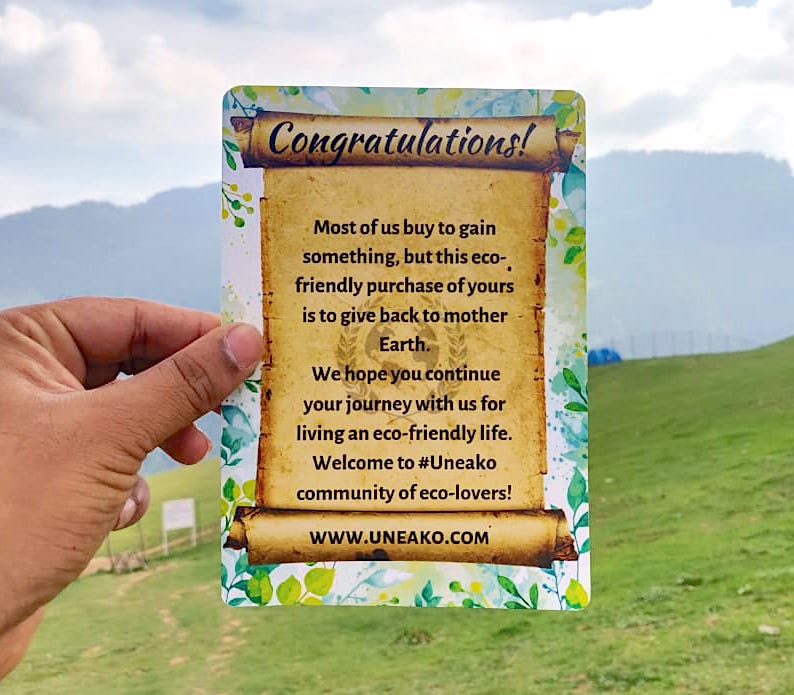 Congratulations!
Most of us buy to gain
something, but this eco-
friendly purchase of yours
is to give back to mother
Earth.
We hope you continue
your journey with us for
living an eco-friendly life.
Welcome to #Uneako
community of eco-lovers!
WWW.UNEAKO.COM